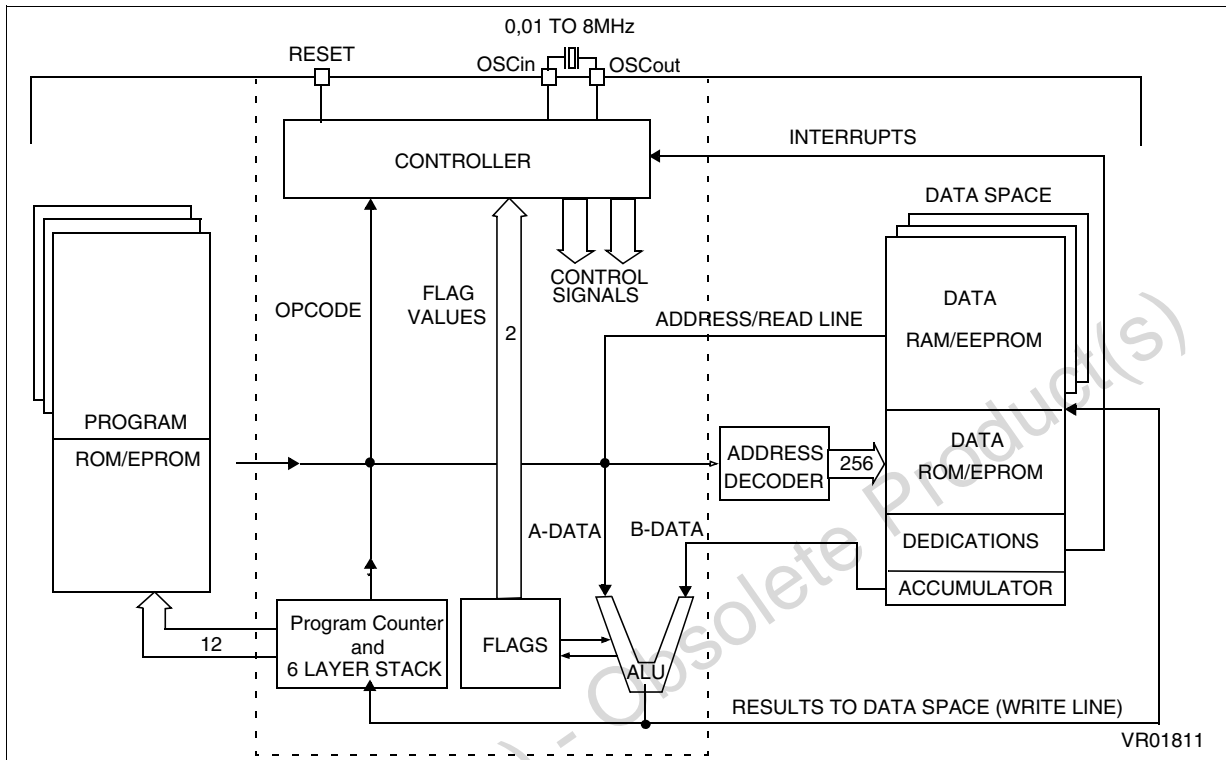 0,01 TO 8MHz
RESET
OSCin
OSCout
INTERRUPTS
CONTROLLER
DATA SPACE
CONTROL
SIGNALS
OPCODE
FLAG
VALUES
2
ADDRESS/READ LINE
DATA
RAM/EEPROM
PROGRAM
ROM/EPROM
ADDRESS
DECODER
256
DATA
ROM/EPROM
A-DATA
B-DATA
DEDICATIONS
ACCUMULATOR
12
Program Counter
and
6 LAYER STACK
FLAGS
ALU
RESULTS TO DATA SPACE (WRITE LINE)
VR01811
) - Obsolete Product(s)